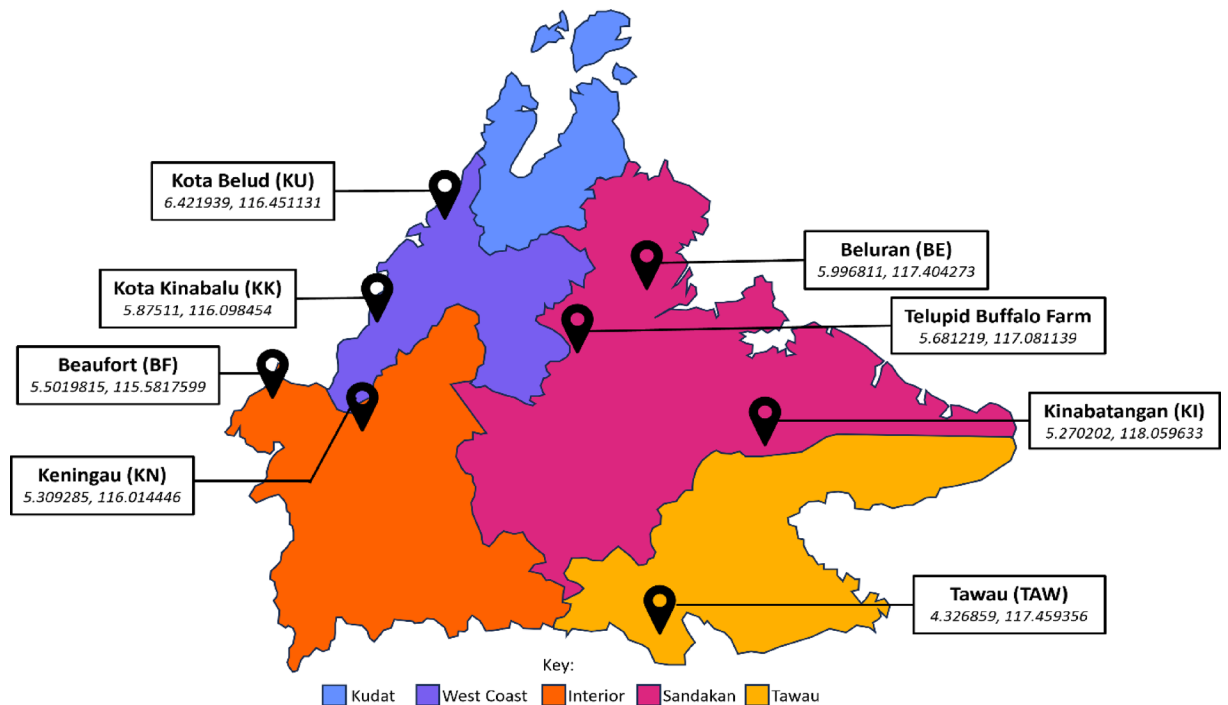 Kota Belud (KU)
6.421939, 116.451131
Kota Kinabalu (KK)
5.87511, 116.098454
Beaufort (BF)
5.5019815, 115.5817599
Keningau (KN)
5.309285, 116.014446
Beluran (BE)
5.996811, 117.404273
Telupid Buffalo Farm
5.681219, 117.081139
Kinabatangan (KI)
5.270202, 118.059633
Tawau (TAW)
4.326859, 117.459356
Key:
Kudat
West Coast
Interior
Sandakan
Tawau